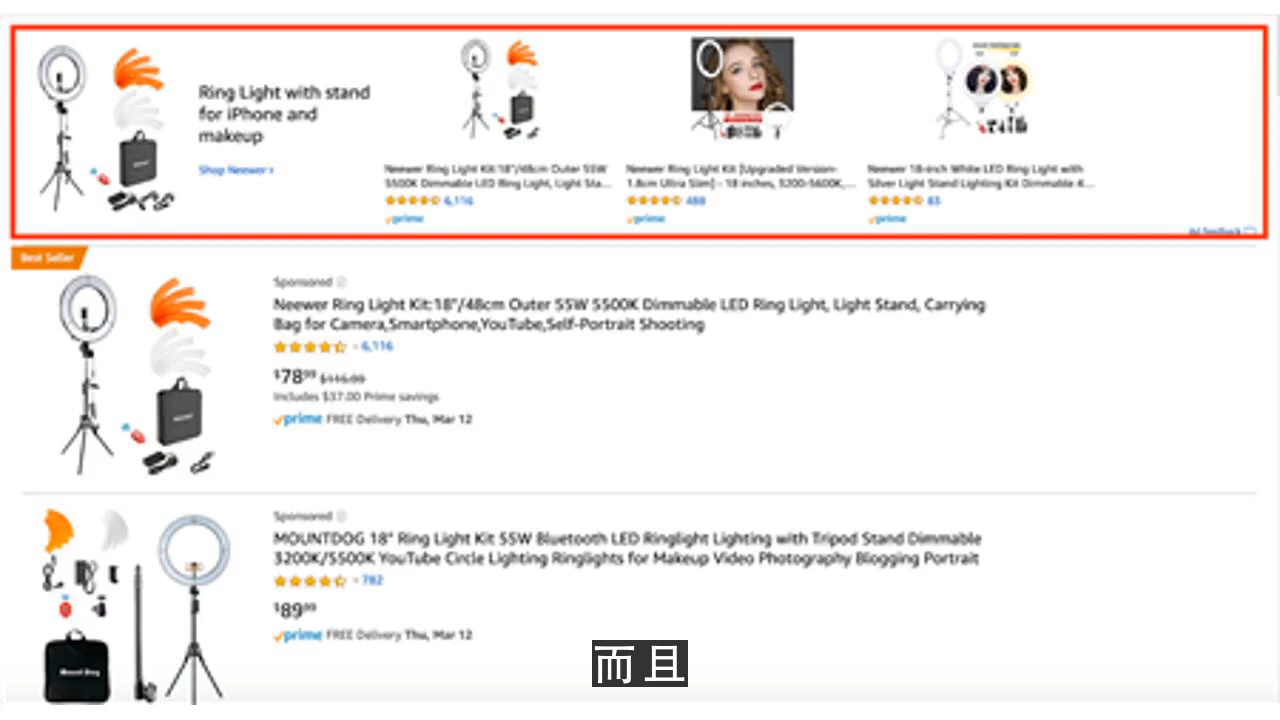 Ring Light with stand
for iPhone and
makeup
Shop Neewer ›
Neewer Ring Light Kit:18"/48cm Outer 55W
5500K Dimmable LED Ring Light, Light Sta...
6,116
prime
Neewer Ring Light Kit [Upgraded Version-
1.8cm Ultra Slim] - 18 inches, 3200-5600K,...
488
prime
Neewer 18-inch White LED Ring Light with
Silver Light Stand Lighting Kit Dimmable
83
prime
Ad feedback
Best Seller
Sponsored
Neewer Ring Light Kit:18"/48cm Outer 55W 5500K Dimmable LED Ring Light, Light Stand, Carrying
Bag for Camera,Smartphone,YouTube,Self-Portrait Shooting
6,116
$78⁹⁹ $115.99
Includes $37.00 Prime savings
prime FREE Delivery Thu, Mar 12
Sponsored
MOUNTDOG 18" Ring Light Kit 55W Bluetooth LED Ringlight Lighting with Tripod Stand Dimmable
3200K/5500K YouTube Circle Lighting Ringlights for Makeup Video Photography Blogging Portrait
782
$89⁹⁹
prime FREE Delivery Thu, Mar 12
而且